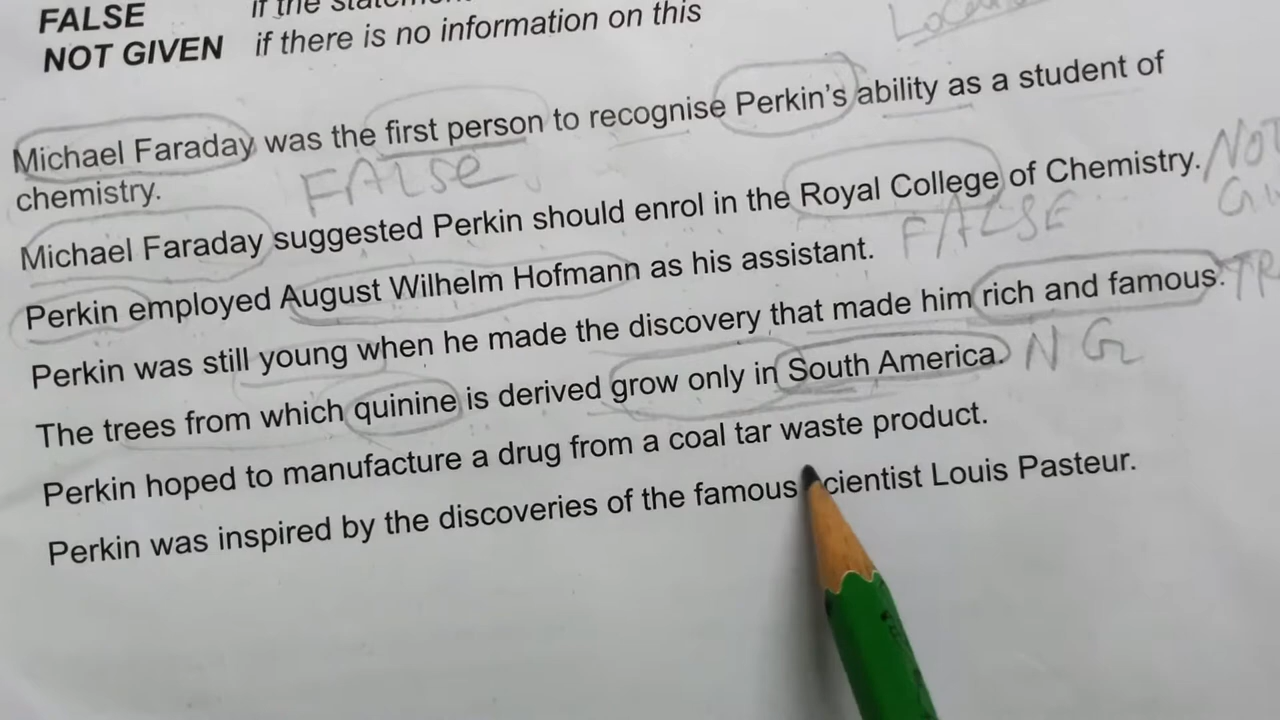 FALSE if the statement
NOT GIVEN if there is no information on this
Michael Faraday was the first person to recognise Perkin's ability as a student of
chemistry. FAlse
Michael Faraday suggested Perkin should enrol in the Royal College of Chemistry. NOT
Perkin employed August Wilhelm Hofmann as his assistant. FALSE
Perkin was still young when he made the discovery that made him rich and famous. TR
The trees from which quinine is derived grow only in South America. NG
Perkin hoped to manufacture a drug from a coal tar waste product.
Perkin was inspired by the discoveries of the famous scientist Louis Pasteur.